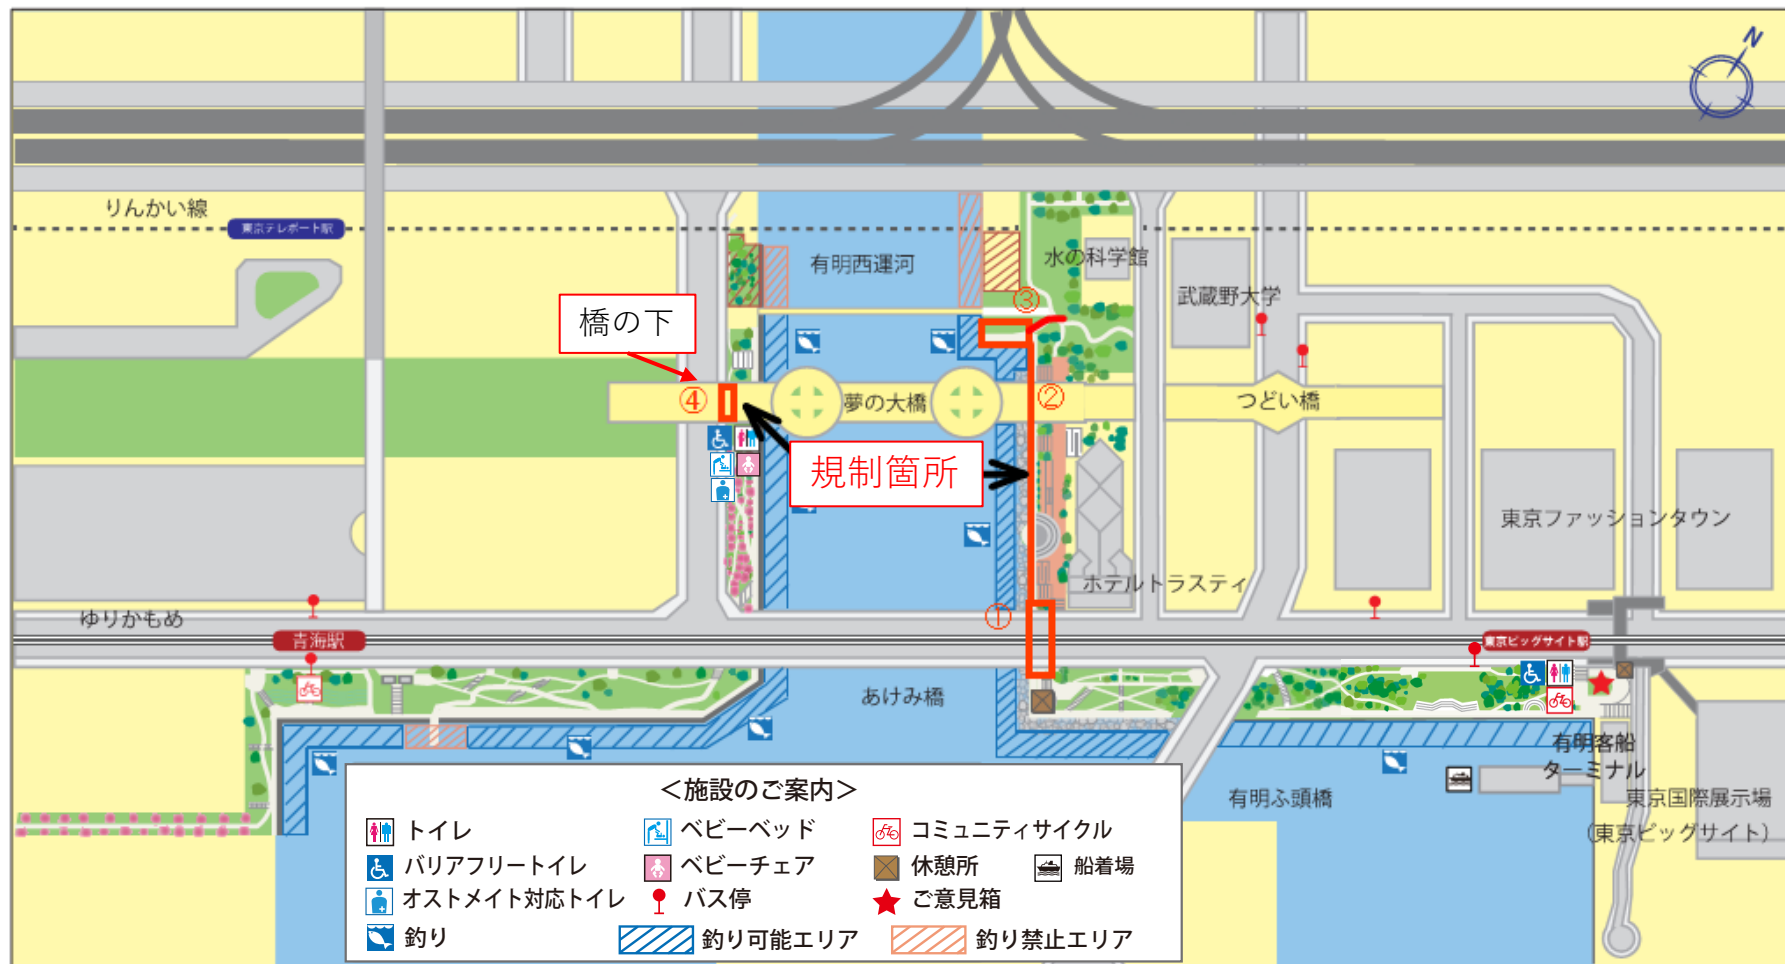 N
りんかい線
東京テレポート駅
有明西運河
水の科学館
武蔵野大学
③
橋の下
④
夢の大橋
②
つどい橋
規制箇所
東京ファッションタウン
ホテルトラスティ
①
ゆりかもめ
青海駅
東京ビッグサイト駅
あけみ橋
有明客船
ターミナル
有明ふ頭橋
東京国際展示場
（東京ビッグサイト）
＜施設のご案内＞
トイレ
ベビーベッド
コミュニティサイクル
バリアフリートイレ
ベビーチェア
休憩所
船着場
オストメイト対応トイレ
バス停
ご意見箱
釣り
釣り可能エリア
釣り禁止エリア